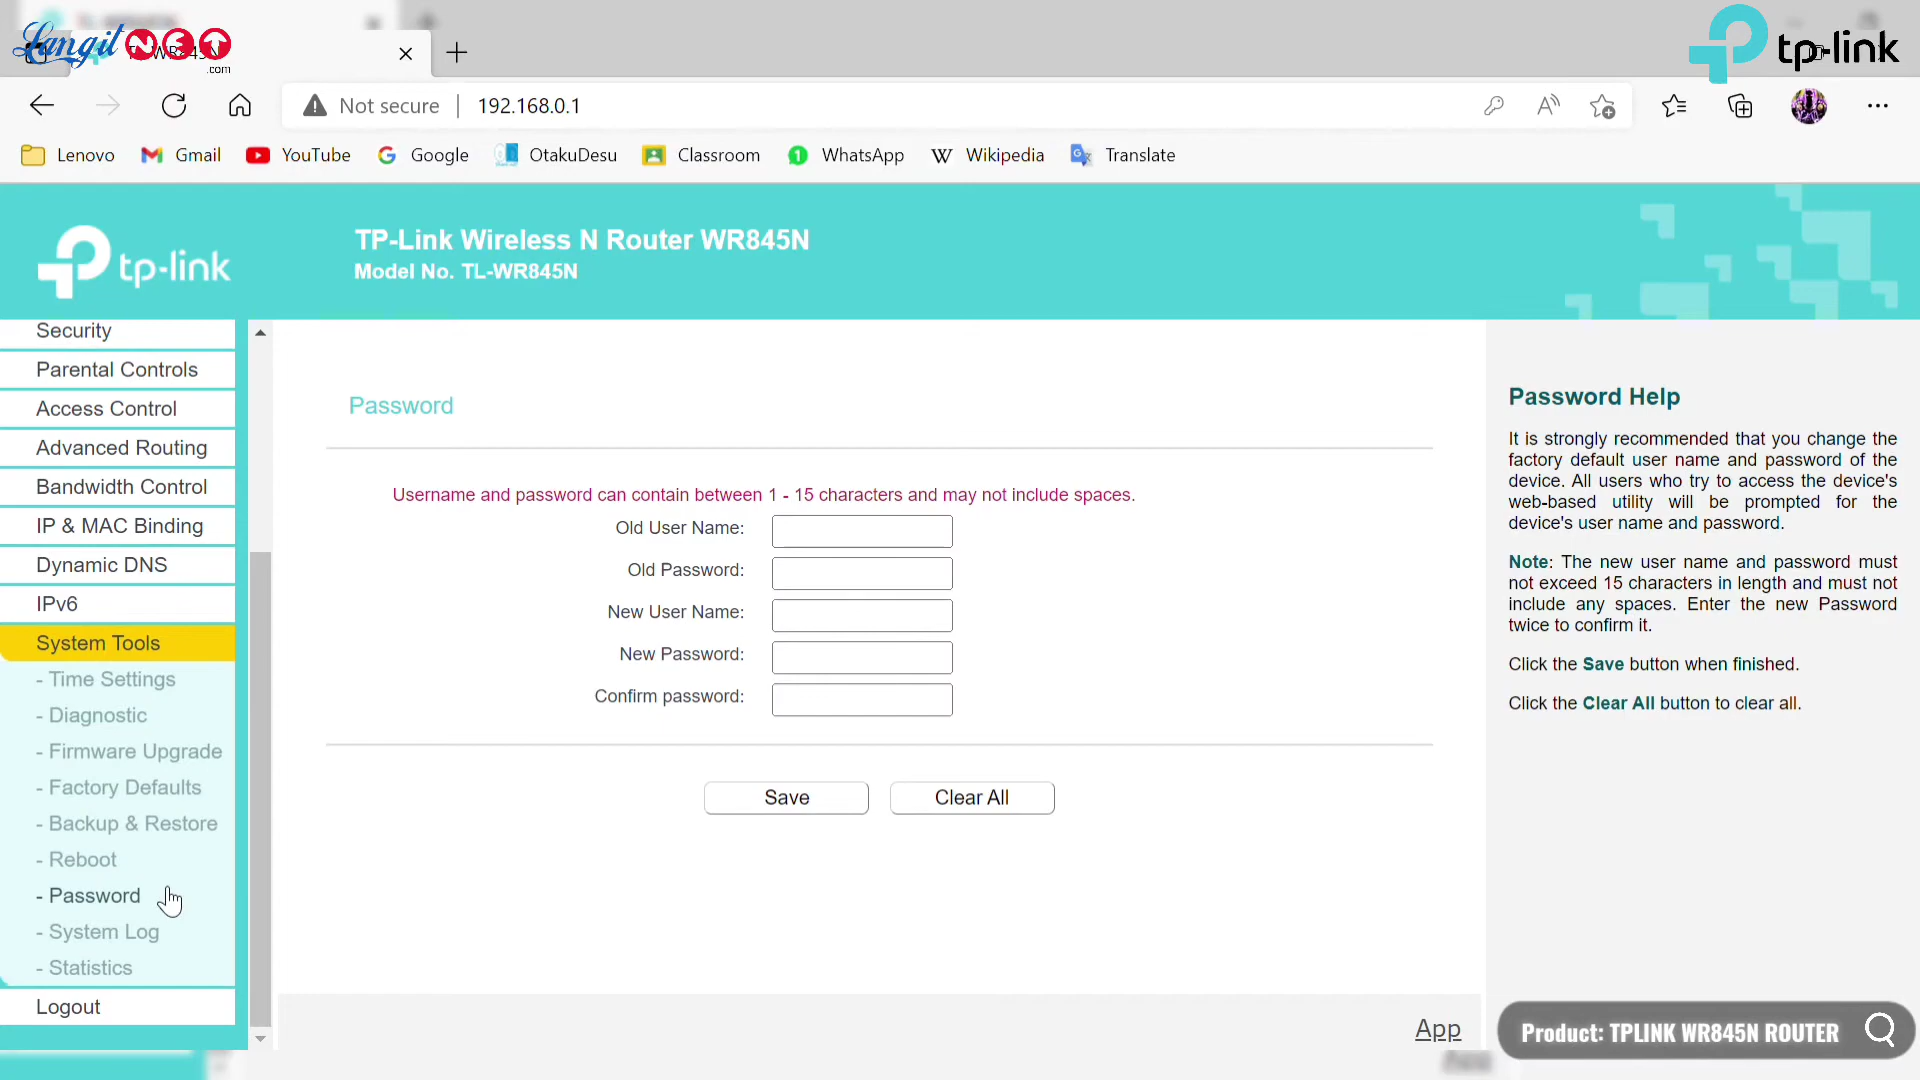 Langit NET
.com
tp-link
Not secure
192.168.0.1
Lenovo
Gmail
YouTube
Google
OtakuDesu
Classroom
WhatsApp
Wikipedia
Translate
tp-link
TP-Link Wireless N Router WR845N
Model No. TL-WR845N
Security
Parental Controls
Access Control
Advanced Routing
Bandwidth Control
IP & MAC Binding
Dynamic DNS
IPv6
System Tools
- Time Settings
- Diagnostic
- Firmware Upgrade
- Factory Defaults
- Backup & Restore
- Reboot
- Password
- System Log
- Statistics
Logout
Password
Username and password can contain between 1 - 15 characters and may not include spaces.
Old User Name:
Old Password:
New User Name:
New Password:
Confirm password:
Save
Clear All
Password Help
It is strongly recommended that you change the
factory default user name and password of the
device. All users who try to access the device's
web-based utility will be prompted for the
device's user name and password.
Note: The new user name and password must
not exceed 15 characters in length and must not
include any spaces. Enter the new Password
twice to confirm it.
Click the Save button when finished.
Click the Clear All button to clear all.
App
Product: TPLINK WR845N ROUTER